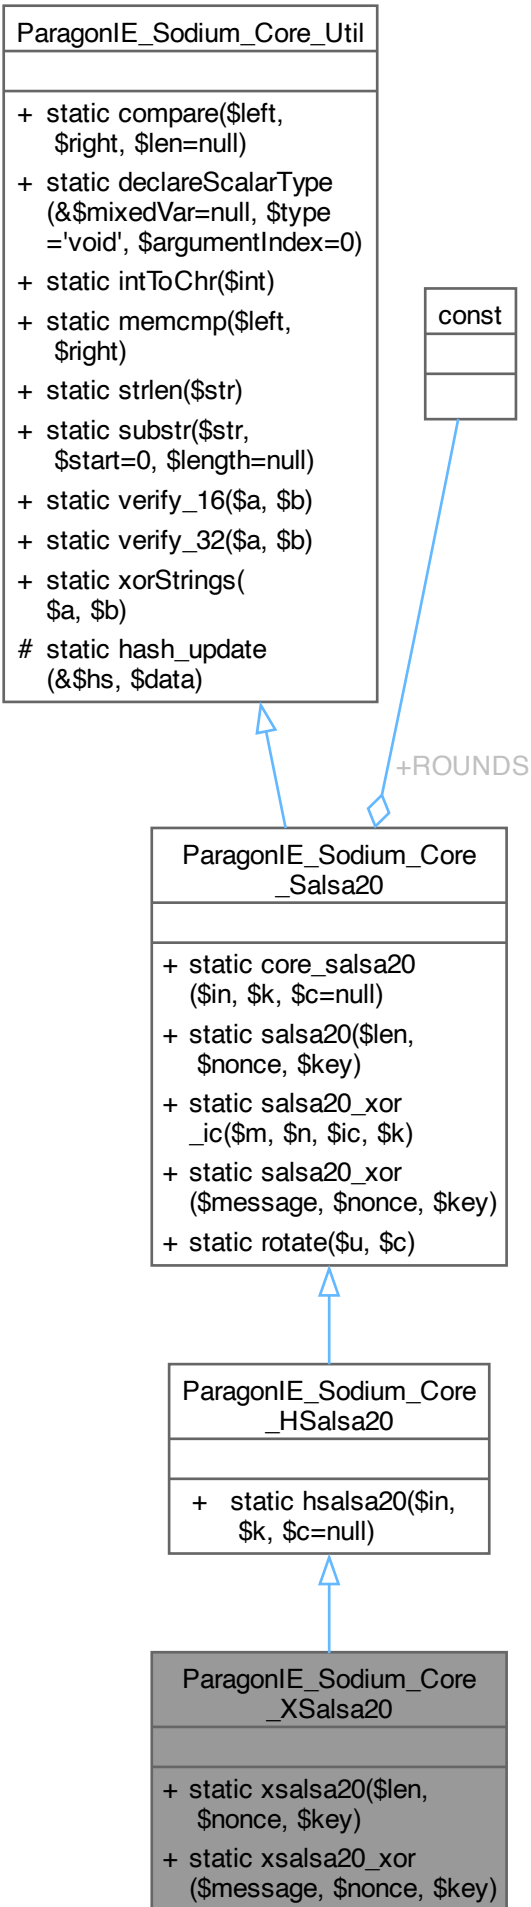 ParagonIE_Sodium_Core_Util
+ static compare($left,
$right, $len=null)
+ static declareScalarType
(&$mixedVar=null, $type
='void', $argumentIndex=0)
+ static intToChr($int)
+ static memcmp($left,
$right)
+ static strlen($str)
+ static substr($str,
$start=0, $length=null)
+ static verify_16($a, $b)
+ static verify_32($a, $b)
+ static xorStrings(
$a, $b)
# static hash_update
(&$hs, $data)
const
+ROUNDS
ParagonIE_Sodium_Core
_Salsa20
+ static core_salsa20
($in, $k, $c=null)
+ static salsa20($len,
$nonce, $key)
+ static salsa20_xor
_ic($m, $n, $ic, $k)
+ static salsa20_xor
($message, $nonce, $key)
+ static rotate($u, $c)
ParagonIE_Sodium_Core
_HSalsa20
+ static hsalsa20($in,
$k, $c=null)
ParagonIE_Sodium_Core
_XSalsa20
+ static xsalsa20($len,
$nonce, $key)
+ static xsalsa20_xor
($message, $nonce, $key)